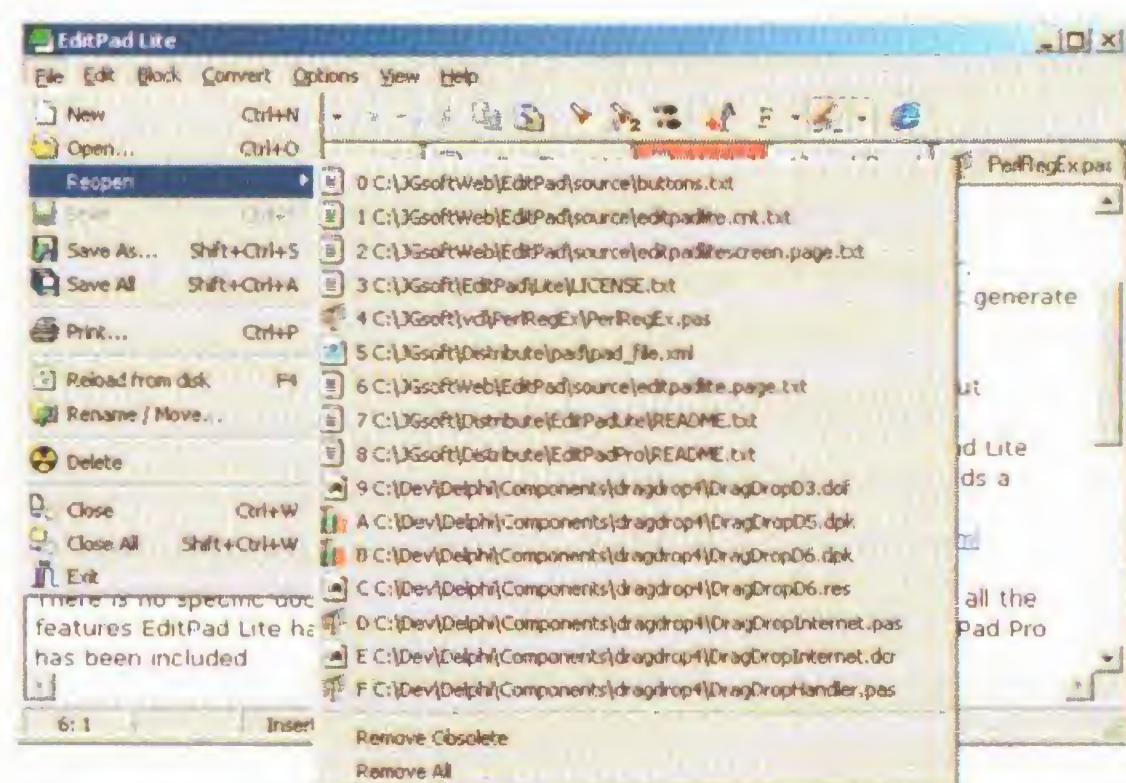 EditPad Lite
File Edit Block Convert Options View Help
New Ctrl+N
Open... Ctrl+O
Reopen
Save
Save As... Shift+Ctrl+S
Save All Shift+Ctrl+A
Print... Ctrl+P
Reload from disk F4
Rename / Move...
Delete
Close Ctrl+W
Close All Shift+Ctrl+W
Exit
0 C:\JGsoftWeb\EditPad\source\buttons.txt
1 C:\JGsoftWeb\EditPad\source\editpadlite.cnt.txt
2 C:\JGsoftWeb\EditPad\source\editpadlitescreen.page.txt
3 C:\JGsoft\EditPad\Lite\LICENSE.txt
4 C:\JGsoft\vcl\PerlRegEx\PerlRegEx.pas
5 C:\JGsoft\Distribute\pad\pad_file.xml
6 C:\JGsoftWeb\EditPad\source\editpadlite.page.txt
7 C:\JGsoft\Distribute\EditPadLite\README.txt
8 C:\JGsoft\Distribute\EditPadPro\README.txt
9 C:\Dev\Delphi\Components\dragdrop4\DragDropD3.dof
A C:\Dev\Delphi\Components\dragdrop4\DragDropD5.dpk
B C:\Dev\Delphi\Components\dragdrop4\DragDropD6.dpk
C C:\Dev\Delphi\Components\dragdrop4\DragDropD6.res
D C:\Dev\Delphi\Components\dragdrop4\DragDropInternet.pas
E C:\Dev\Delphi\Components\dragdrop4\DragDropInternet.dcr
F C:\Dev\Delphi\Components\dragdrop4\DragDropHandler.pas
Remove Obsolete
Remove All
PerlRegEx.pas
generate
ut
d Lite
ds a
ml
all the
Pad Pro
There is no specific doc
features EditPad Lite ha
has been included
6: 1 Insert